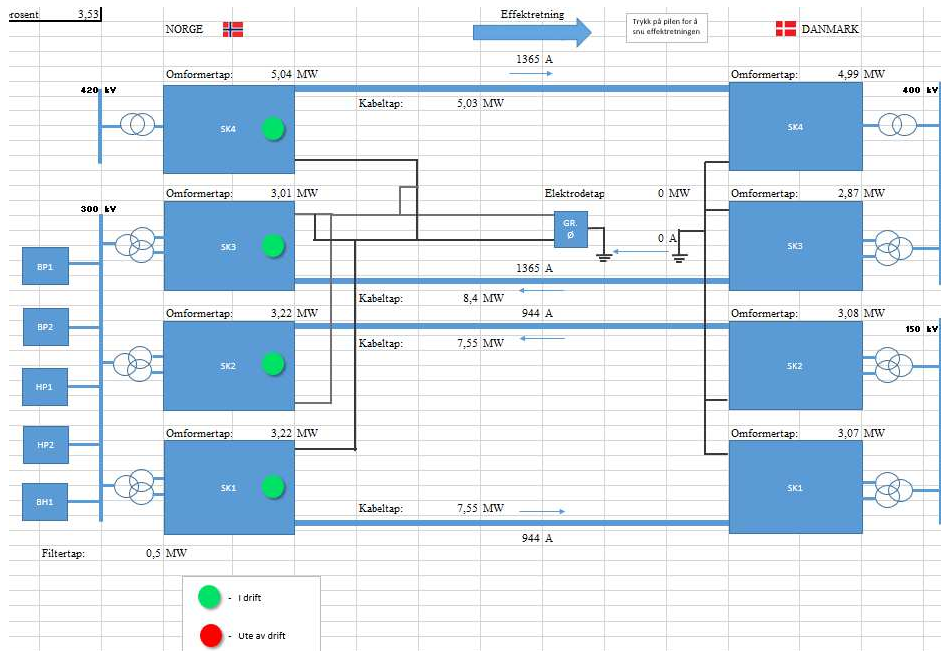 rosent 3,53
Effektretning
NORGE
Trykk på pilen for å
snu effektretningen
DANMARK
1365 A
Omformertap: 5,04 MW
Omformertap: 4,99 MW
420 kV
Kabeltap: 5,03 MW
400 kV
SK4
SK4
Omformertap: 3,01 MW
Elektrodetap 0 MW
Omformertap: 2,87 MW
300 kV
GR.
Ø
0 A
SK3
SK3
BP1
1365 A
Kabeltap: 8,4 MW
Omformertap: 3,22 MW
944 A
Omformertap: 3,08 MW
BP2
150 kV
Kabeltap: 7,55 MW
SK2
SK2
HP1
Omformertap: 3,22 MW
Omformertap: 3,07 MW
HP2
SK1
SK1
BH1
Kabeltap: 7,55 MW
944 A
Filtertap: 0,5 MW
- I drift
- Ute av drift